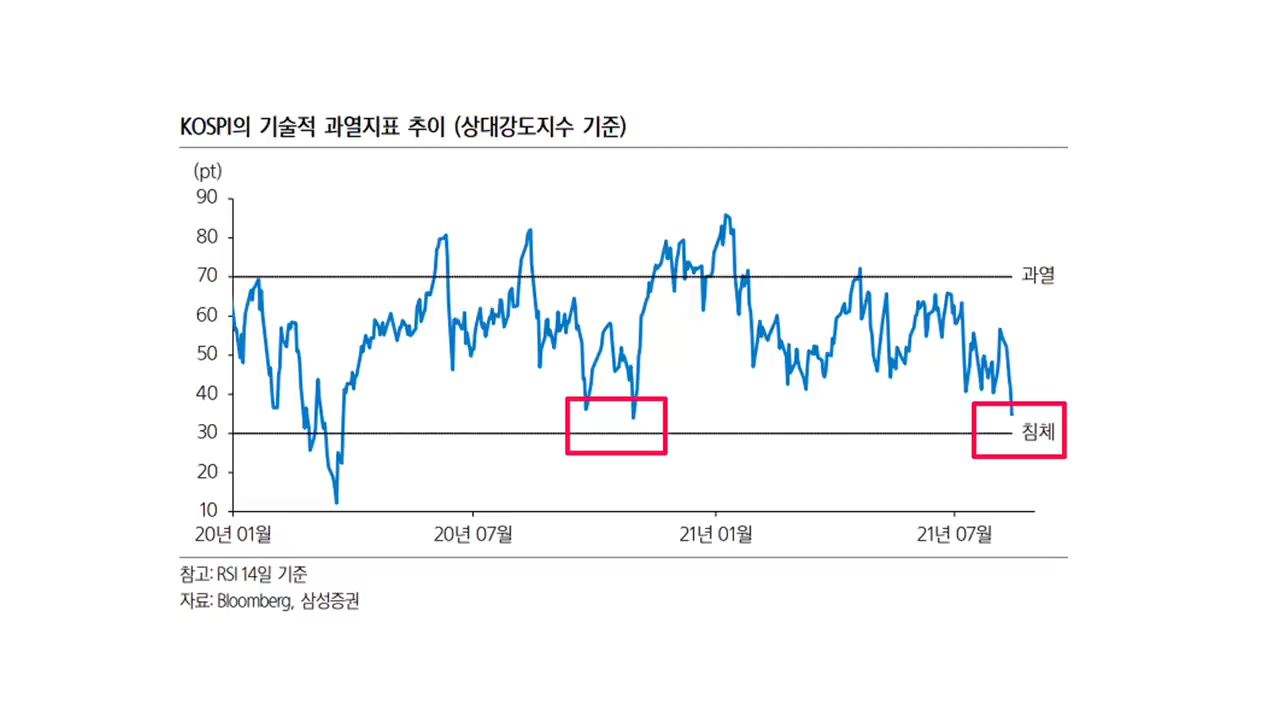 KOSPI의 기술적 과열지표 추이 (상대강도지수 기준)
(pt)
90
80
70
과열
60
50
40
30
침체
20
10
20년 01월 20년 07월 21년 01월 21년 07월
참고: RSI 14일 기준
자료: Bloomberg, 삼성증권